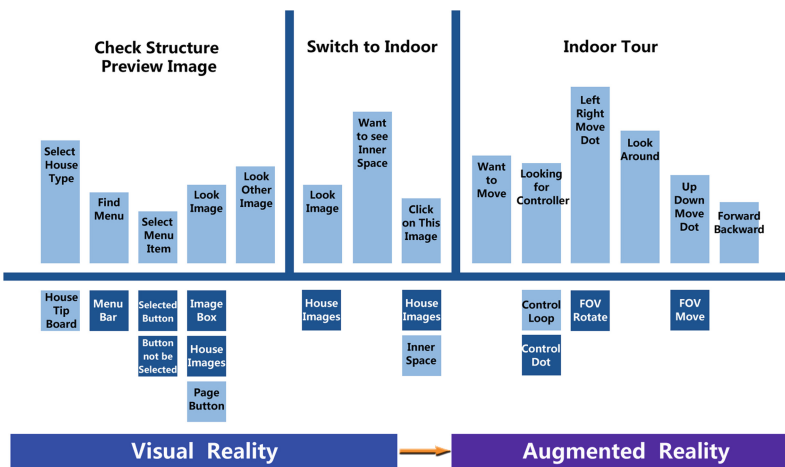 Check Structure
Preview Image
Switch to Indoor
Indoor Tour
Select
House
Type
Find
Menu
Select
Menu
Item
Look
Image
Look
Other
Image
Look
Image
Want
to see
Inner
Space
Click
on This
Image
Want
to
Move
Looking
for
Controller
Left
Right
Move
Dot
Look
Around
Up
Down
Move
Dot
Forward
Backward
House
Tip
Board
Menu
Bar
Selected
Button
Button
not be
Selected
Image
Box
House
Images
Page
Button
House
Images
House
Images
Inner
Space
Control
Loop
Control
Dot
FOV
Rotate
FOV
Move
Visual Reality
Augmented Reality